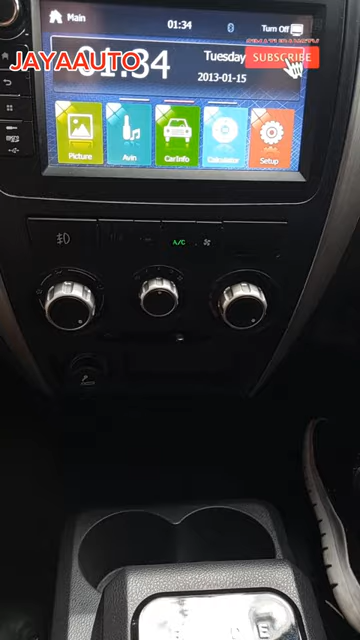 Main
01:34
Turn Off
JAYAAUTO
01:34
Tuesday
SUBSCRIBE
2013-01-15
Picture
Avin
CarInfo
Calculator
Setup
A/C